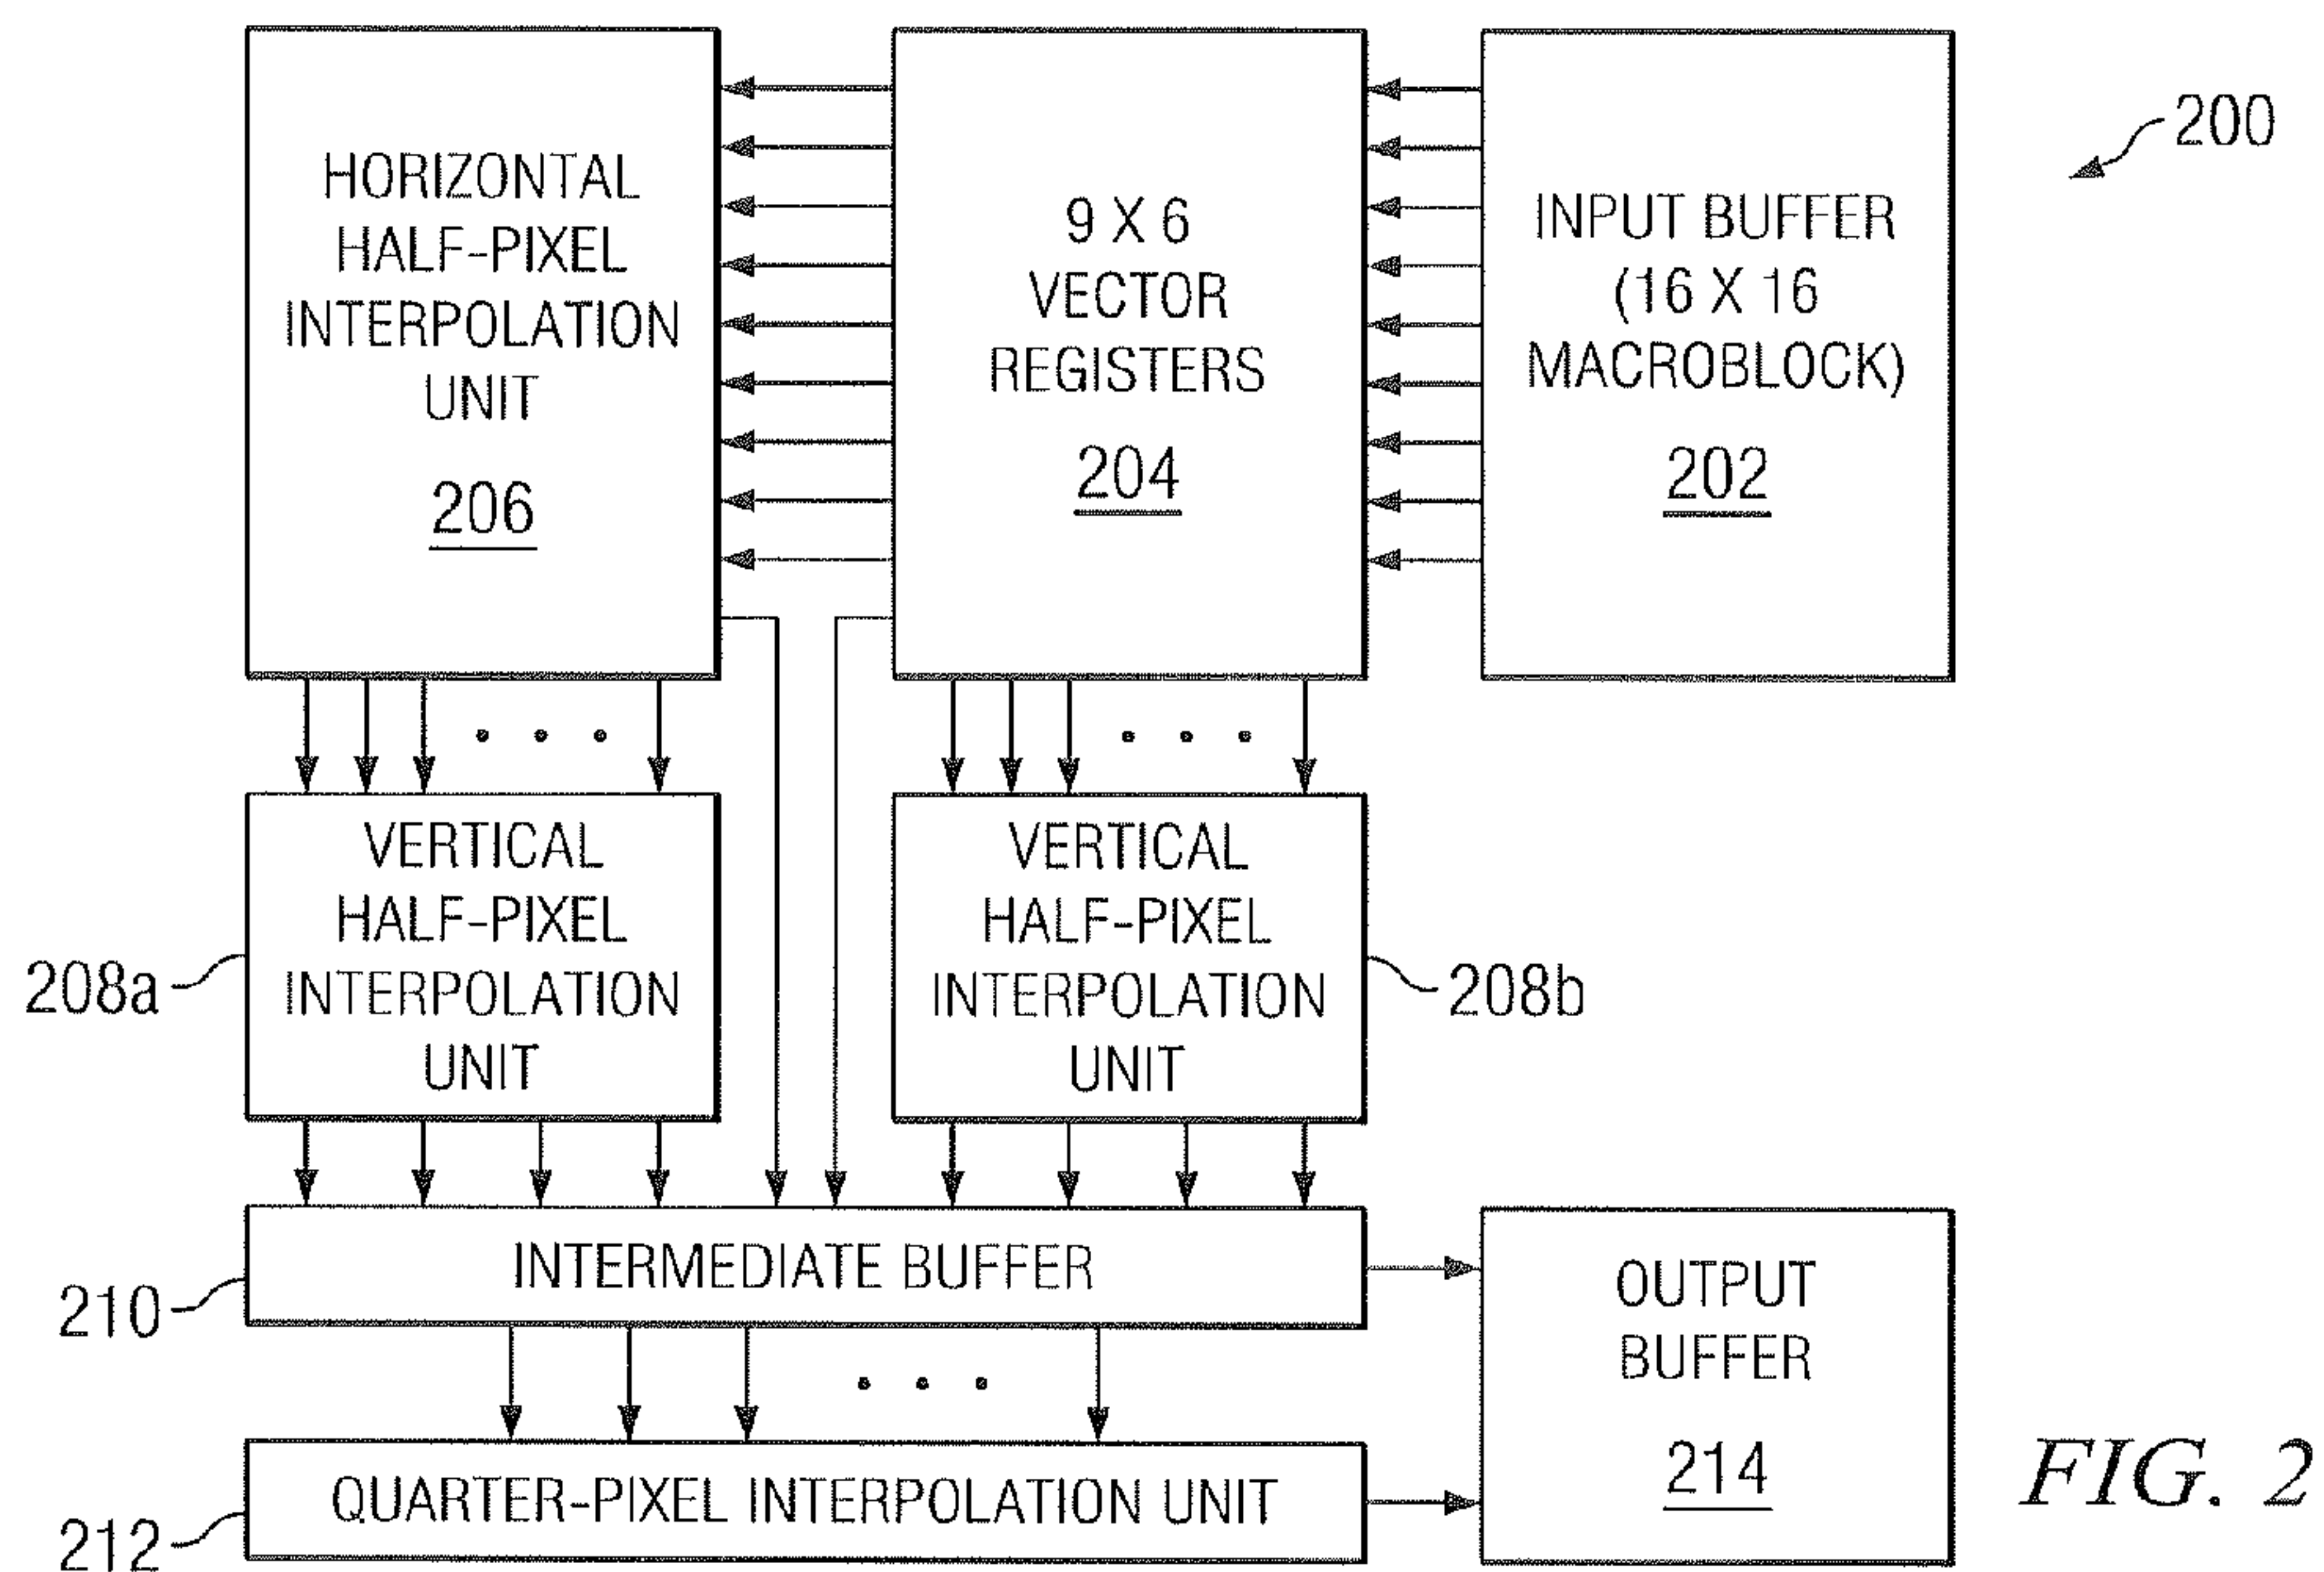 HORIZONTAL
HALF-PIXEL
INTERPOLATION
UNIT
206
9 X 6
VECTOR
REGISTERS
204
INPUT BUFFER
(16 X 16
MACROBLOCK)
202
200
VERTICAL
HALF-PIXEL
INTERPOLATION
UNIT
208a
VERTICAL
HALF-PIXEL
INTERPOLATION
UNIT
208b
INTERMEDIATE BUFFER
210
QUARTER-PIXEL INTERPOLATION UNIT
212
OUTPUT
BUFFER
214
FIG. 2